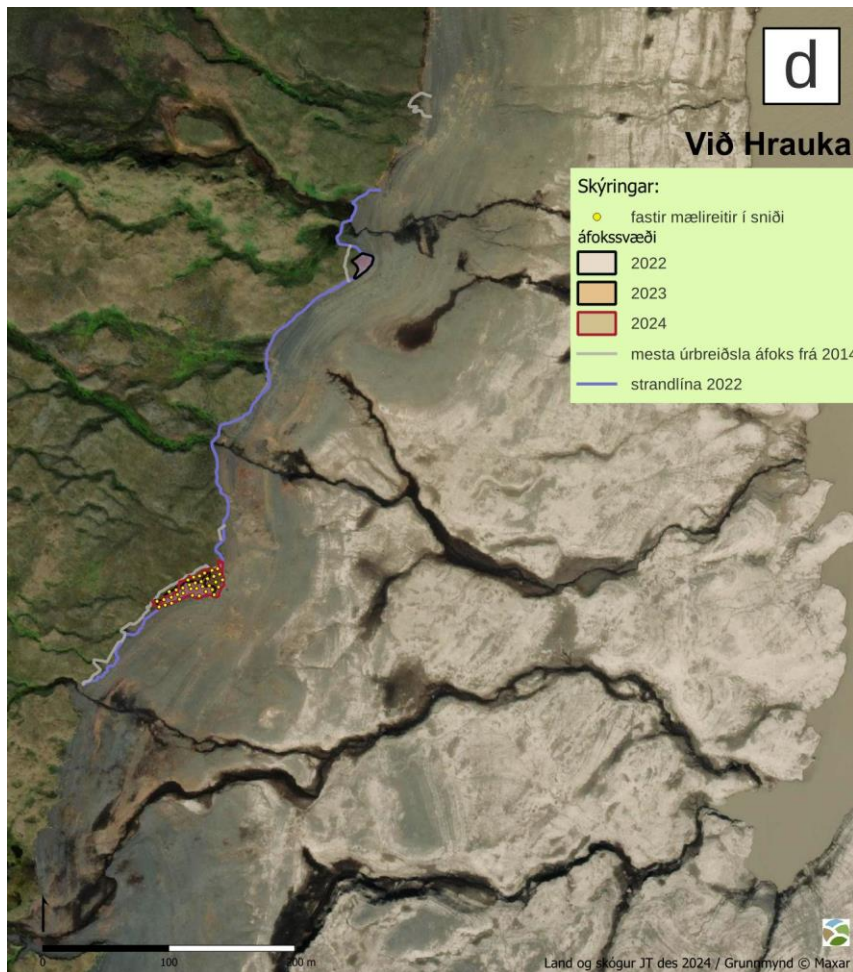 d
Við Hrauka
Skýringar:
fastir mælireitir í sniði
áfokssvæði
2022
2023
2024
mesta úrbreiðsla áfoks frá 2014
strandlína 2022
0 100 200 m
Land og skógur JT des 2024 / Grunnmynd © Maxar